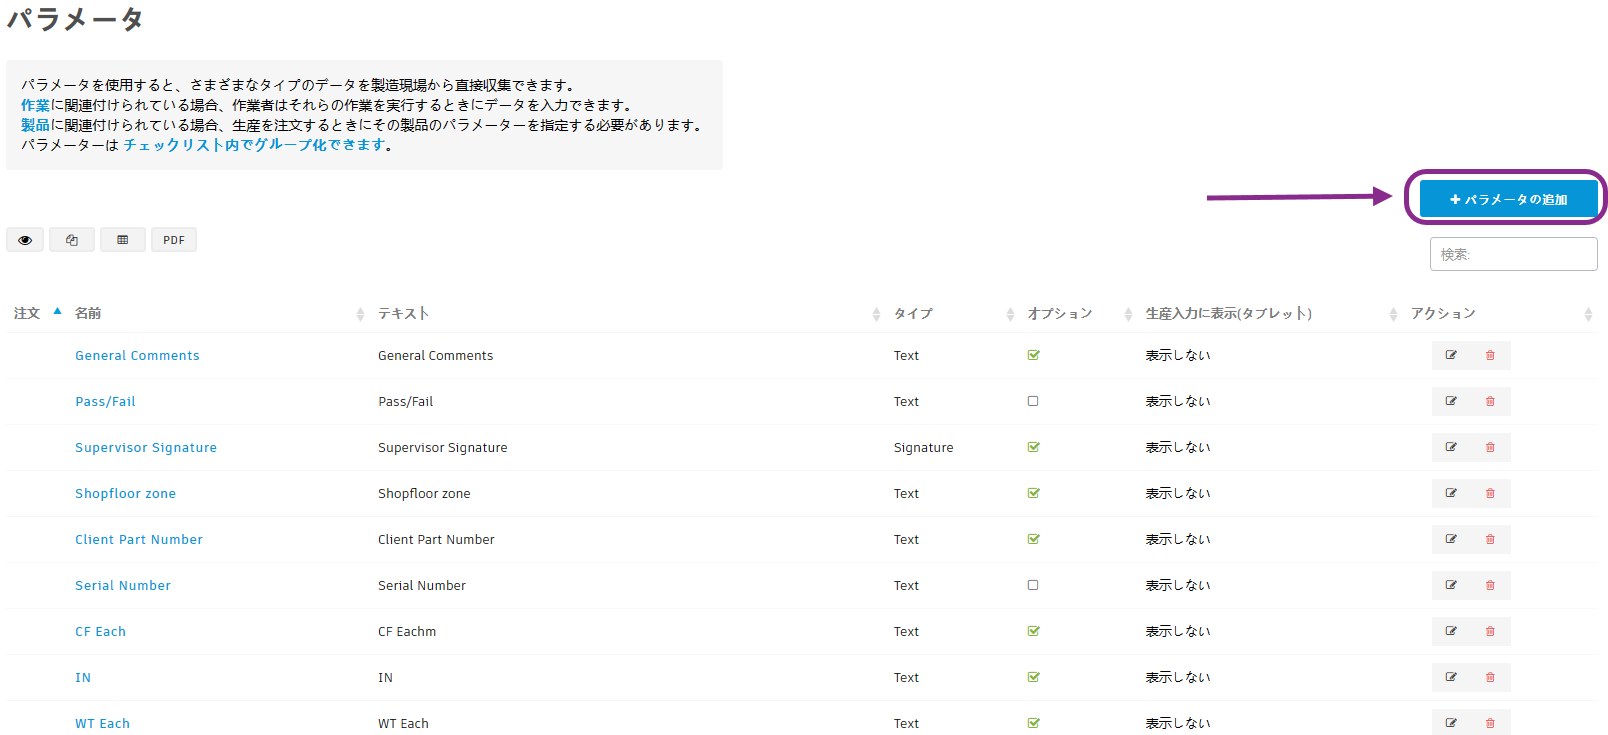 パラメータ
パラメータを使用すると、さまざまなタイプのデータを製造現場から直接収集できます。
作業に関連付けられている場合、作業者はそれらの作業を実行するときにデータを入力できます。
製品に関連付けられている場合、生産を注文するときにその製品のパラメーターを指定する必要があります。
パラメーターは チェックリスト内でグループ化できます。
+ パラメータの追加
PDF
検索:
注文 名前 テキスト タイプ オプション 生産入力に表示(タブレット) アクション
General Comments General Comments Text 表示しない
Pass/Fail Pass/Fail Text 表示しない
Supervisor Signature Supervisor Signature Signature 表示しない
Shopfloor zone Shopfloor zone Text 表示しない
Client Part Number Client Part Number Text 表示しない
Serial Number Serial Number Text 表示しない
CF Each CF Eachm Text 表示しない
IN IN Text 表示しない
WT Each WT Each Text 表示しない